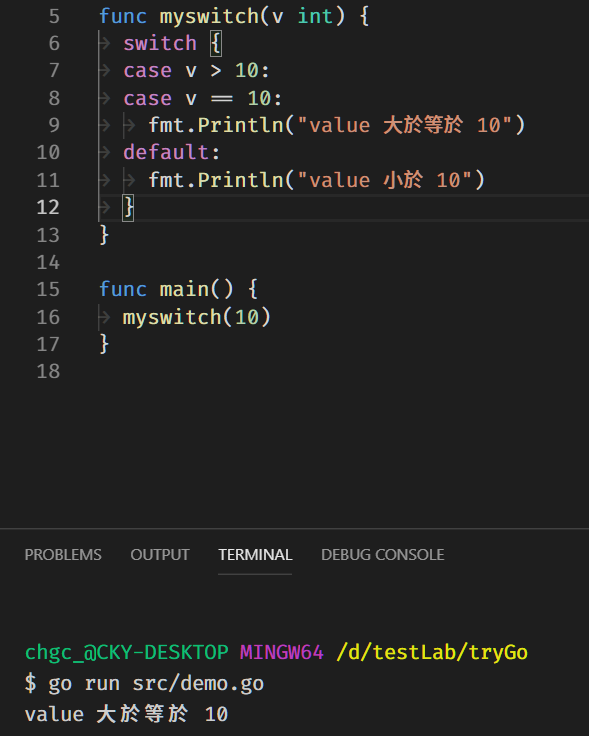 5 func myswitch(v int) {
6 switch {
7 case v > 10:
8 case v == 10:
9 fmt.Println("value 大於等於 10")
10 default:
11 fmt.Println("value 小於 10")
12 }
13 }
14
15 func main() {
16 myswitch(10)
17 }
18
PROBLEMS OUTPUT TERMINAL DEBUG CONSOLE
chgc_@CKY-DESKTOP MINGW64 /d/testLab/tryGo
$ go run src/demo.go
value 大於等於 10